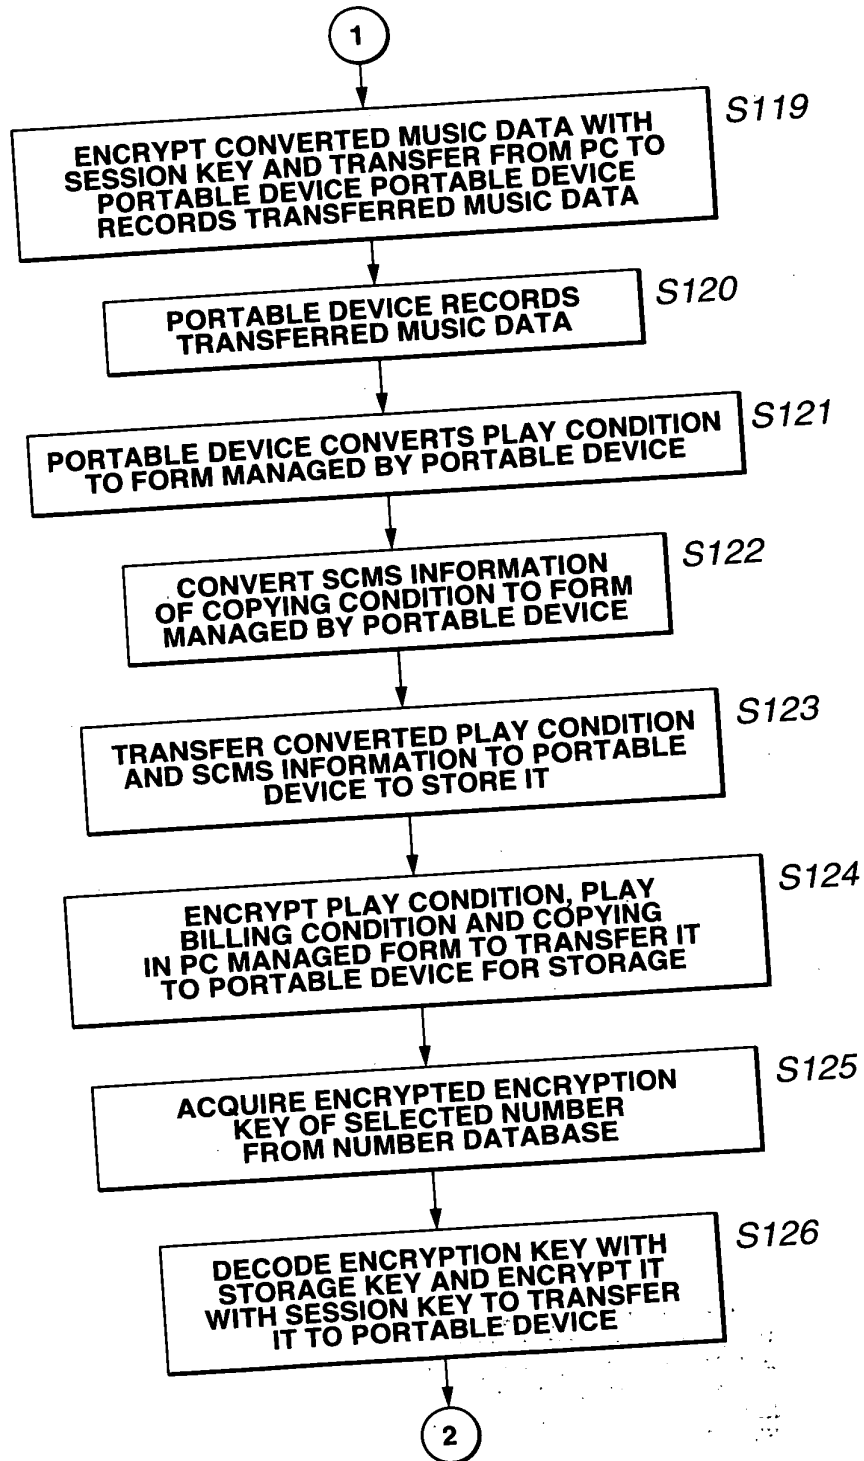 1
S119
ENCRYPT CONVERTED MUSIC DATA WITH
SESSION KEY AND TRANSFER FROM PC TO
PORTABLE DEVICE PORTABLE DEVICE
RECORDS TRANSFERRED MUSIC DATA
S120
PORTABLE DEVICE RECORDS
TRANSFERRED MUSIC DATA
S121
PORTABLE DEVICE CONVERTS PLAY CONDITION
TO FORM MANAGED BY PORTABLE DEVICE
S122
CONVERT SCMS INFORMATION
OF COPYING CONDITION TO FORM
MANAGED BY PORTABLE DEVICE
S123
TRANSFER CONVERTED PLAY CONDITION
AND SCMS INFORMATION TO PORTABLE
DEVICE TO STORE IT
S124
ENCRYPT PLAY CONDITION, PLAY
BILLING CONDITION AND COPYING
IN PC MANAGED FORM TO TRANSFER IT
TO PORTABLE DEVICE FOR STORAGE
S125
ACQUIRE ENCRYPTED ENCRYPTION
KEY OF SELECTED NUMBER
FROM NUMBER DATABASE
S126
DECODE ENCRYPTION KEY WITH
STORAGE KEY AND ENCRYPT IT
WITH SESSION KEY TO TRANSFER
IT TO PORTABLE DEVICE
2